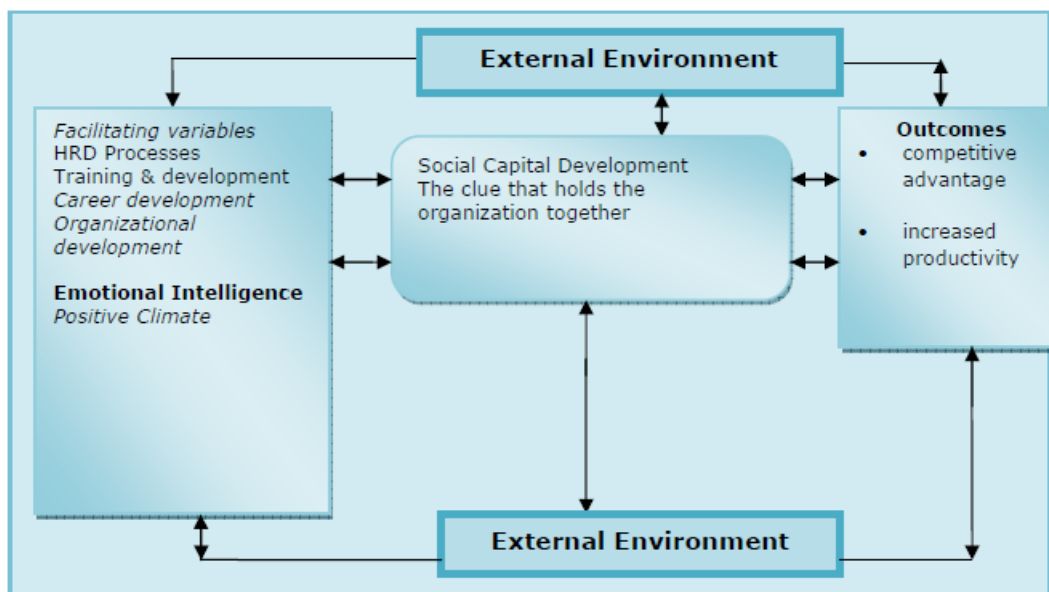 External Environment
Facilitating variables
HRD Processes
Training & development
Career development
Organizational
development
Emotional Intelligence
Positive Climate
Social Capital Development
The clue that holds the
organization together
Outcomes
• competitive
advantage
• increased
productivity
External Environment